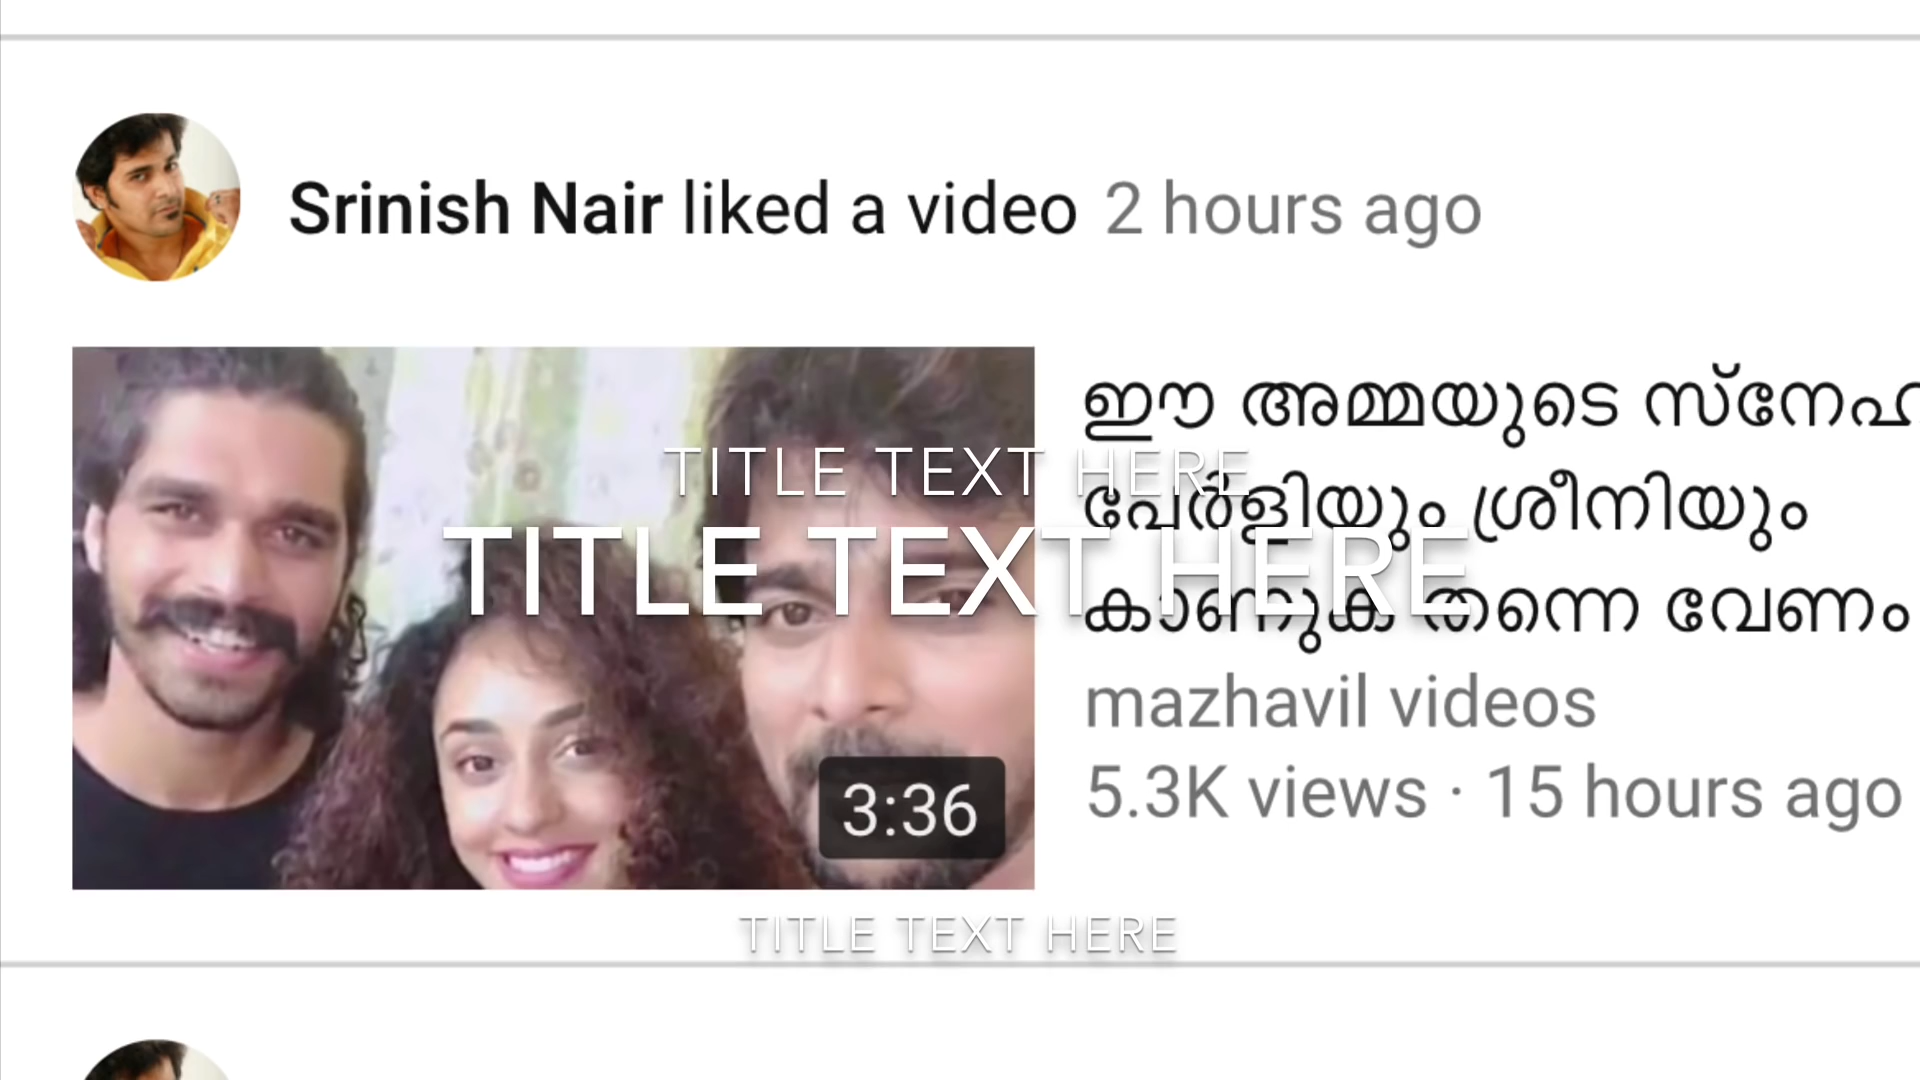 Srinish Nair liked a video 2 hours ago
ഈ അമ്മയുടെ
TITLE TEXT HERE
പേർളിയും ശ്രീനിയും
TITLE TEXT HERE
കാണുക തന്നെ വേണം
mazhavil videos
3:36
5.3K views · 15 hours ago
TITLE TEXT HERE